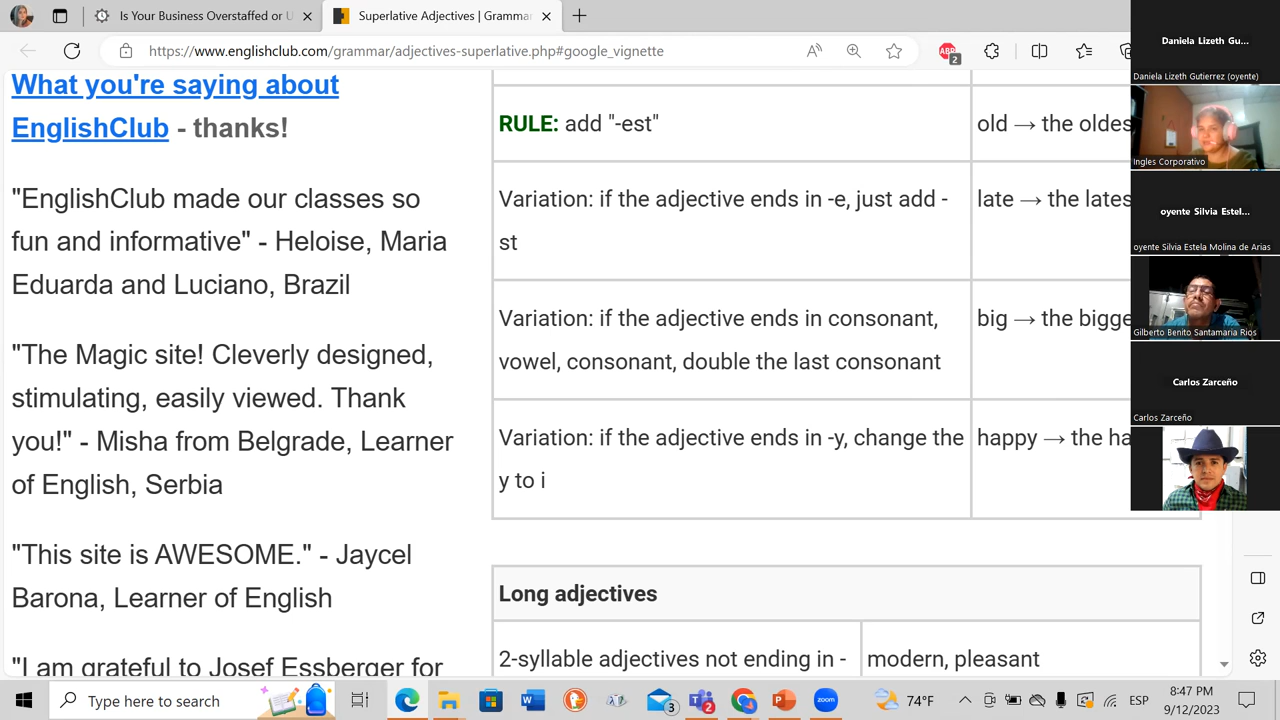 Is Your Business Overstaffed or U
Superlative Adjectives | Gramma
https://www.englishclub.com/grammar/adjectives-superlative.php#google_vignette
2
What you're saying about
EnglishClub - thanks!
"EnglishClub made our classes so
fun and informative" - Heloise, Maria
Eduarda and Luciano, Brazil
"The Magic site! Cleverly designed,
stimulating, easily viewed. Thank
you!" - Misha from Belgrade, Learner
of English, Serbia
"This site is AWESOME." - Jaycel
Barona, Learner of English
"I am grateful to Josef Essberger for
RULE: add "-est"
old → the oldes
Variation: if the adjective ends in -e, just add -
st
late → the lates
Variation: if the adjective ends in consonant,
vowel, consonant, double the last consonant
big → the bigge
Variation: if the adjective ends in -y, change the
y to i
happy → the ha
Long adjectives
2-syllable adjectives not ending in -
modern, pleasant
Daniela Lizeth Gu...
Daniela Lizeth Gutierrez (oyente)
Ingles Corporativo
oyente Silvia Estel...
oyente Silvia Estela Molina de Arias
Gilberto Benito Santamaria Rios
Carlos Zarceño
Carlos Zarceño
Type here to search
3
2
zoom
74°F
ESP
8:47 PM
9/12/2023